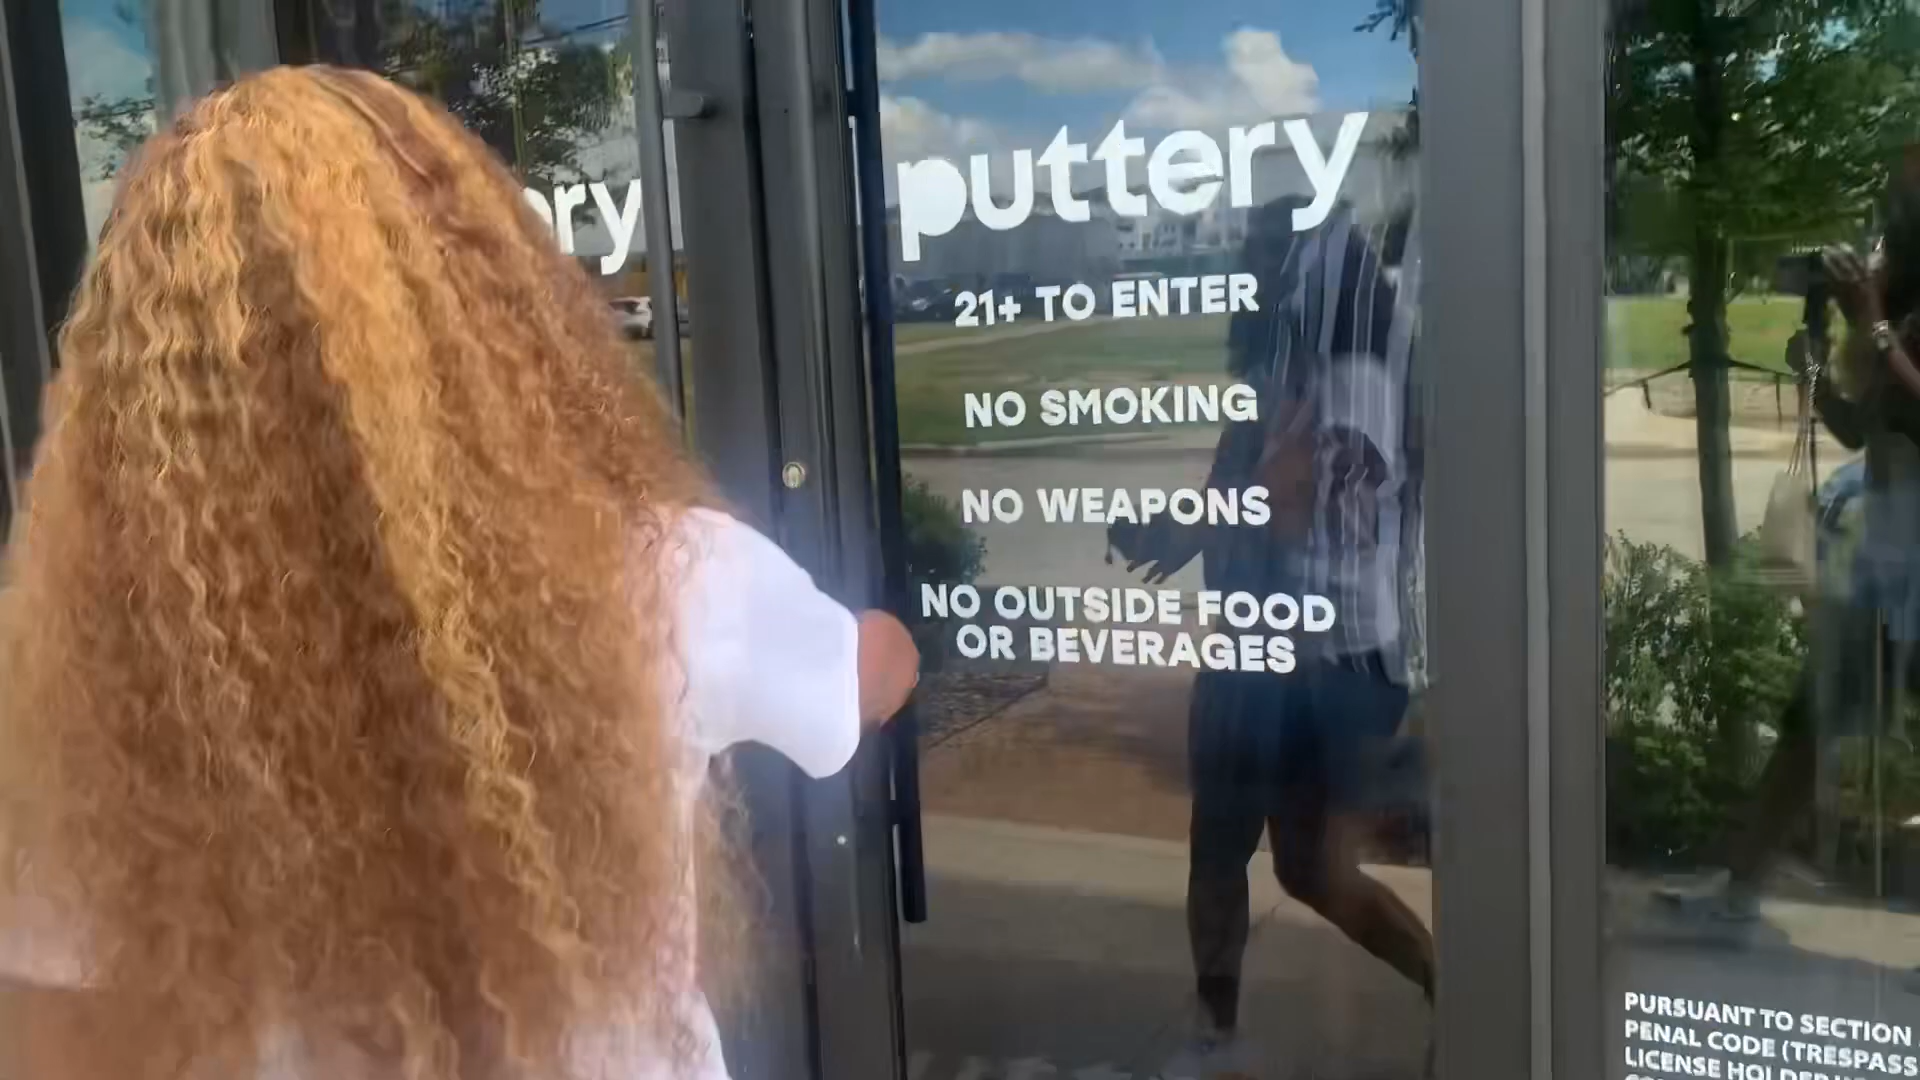 ry
puttery
21+ TO ENTER
NO SMOKING
NO WEAPONS
NO OUTSIDE FOOD
OR BEVERAGES
PURSUANT TO SECTION
PENAL CODE (TRESPASS
LICENSE HOLDER